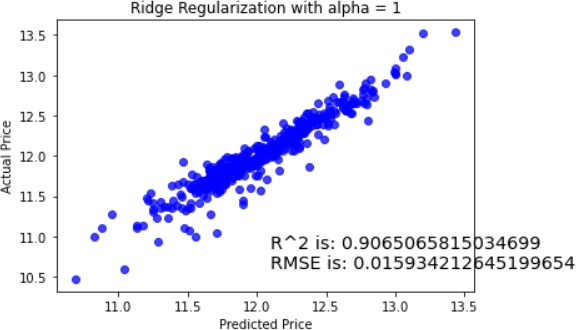 Ridge Regularization with alpha = 1
13.5
13.0
12.5
12.0
11.5
11.0
10.5
Actual Price
R^2 is: 0.9065065815034699
RMSE is: 0.015934212645199654
11.0 11.5 12.0 12.5 13.0 13.5
Predicted Price